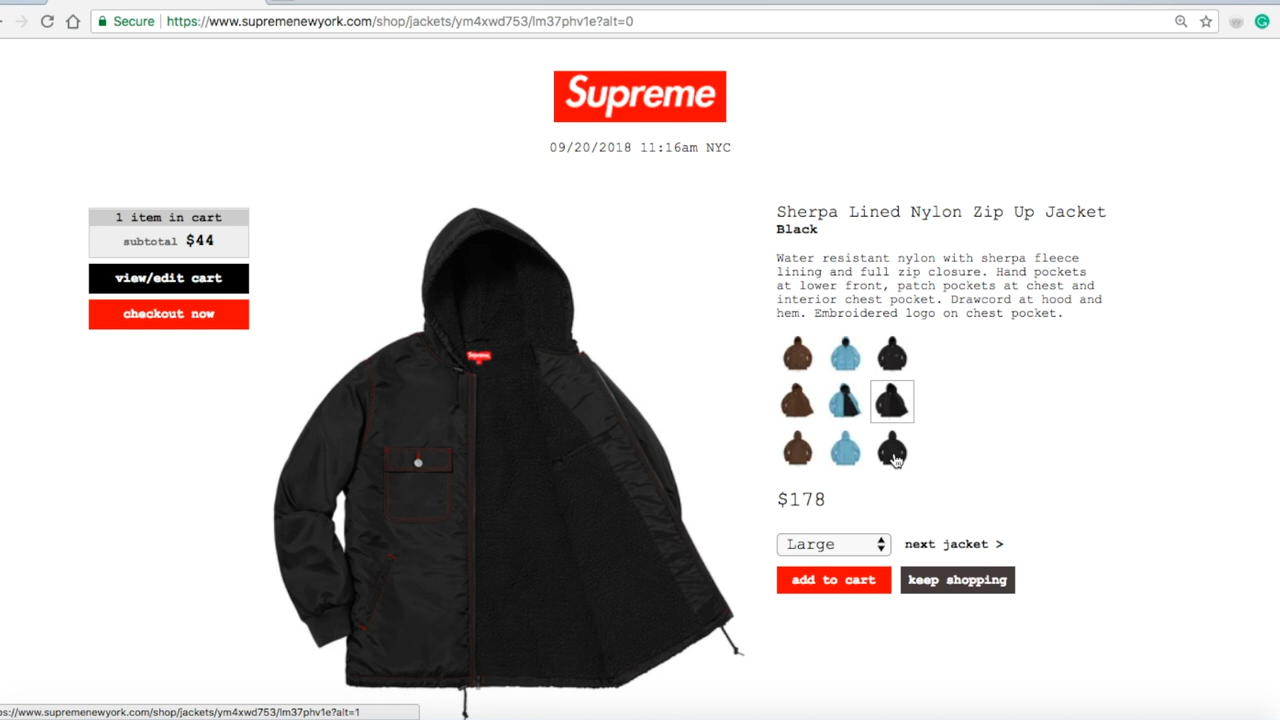 Secure
https://www.supremenewyork.com/shop/jackets/ym4xwd753/lm37phv1e?alt=0
Supreme
09/20/2018 11:16am NYC
1 item in cart
subtotal $44
view/edit cart
checkout now
Supreme
Sherpa Lined Nylon Zip Up Jacket
Black
Water resistant nylon with sherpa fleece
lining and full zip closure. Hand pockets
at lower front, patch pockets at chest and
interior chest pocket. Drawcord at hood and
hem. Embroidered logo on chest pocket.
$178
Large
next jacket >
add to cart
keep shopping
ps://www.supremenewyork.com/shop/jackets/ym4xwd753/lm37phv1e?alt=1